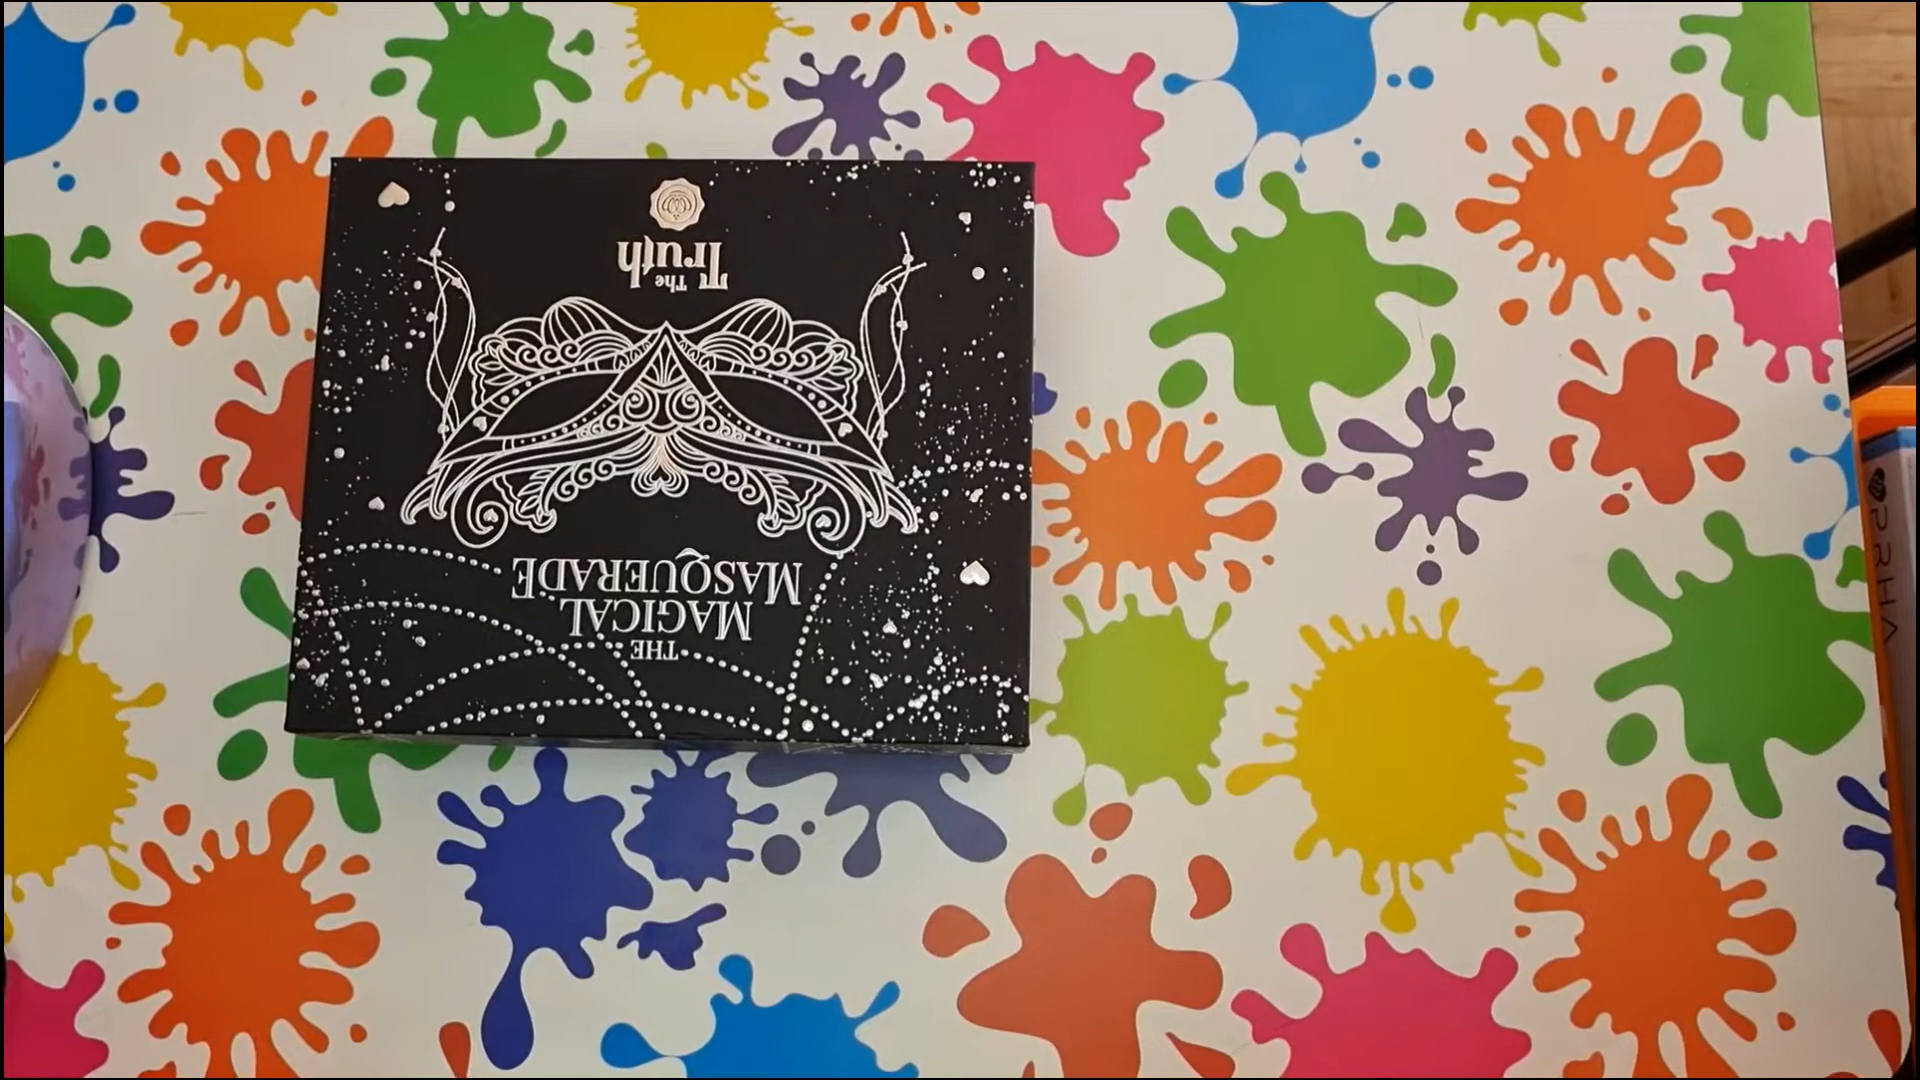 THE
MAGICAL
MASQUERADE
The
Truth